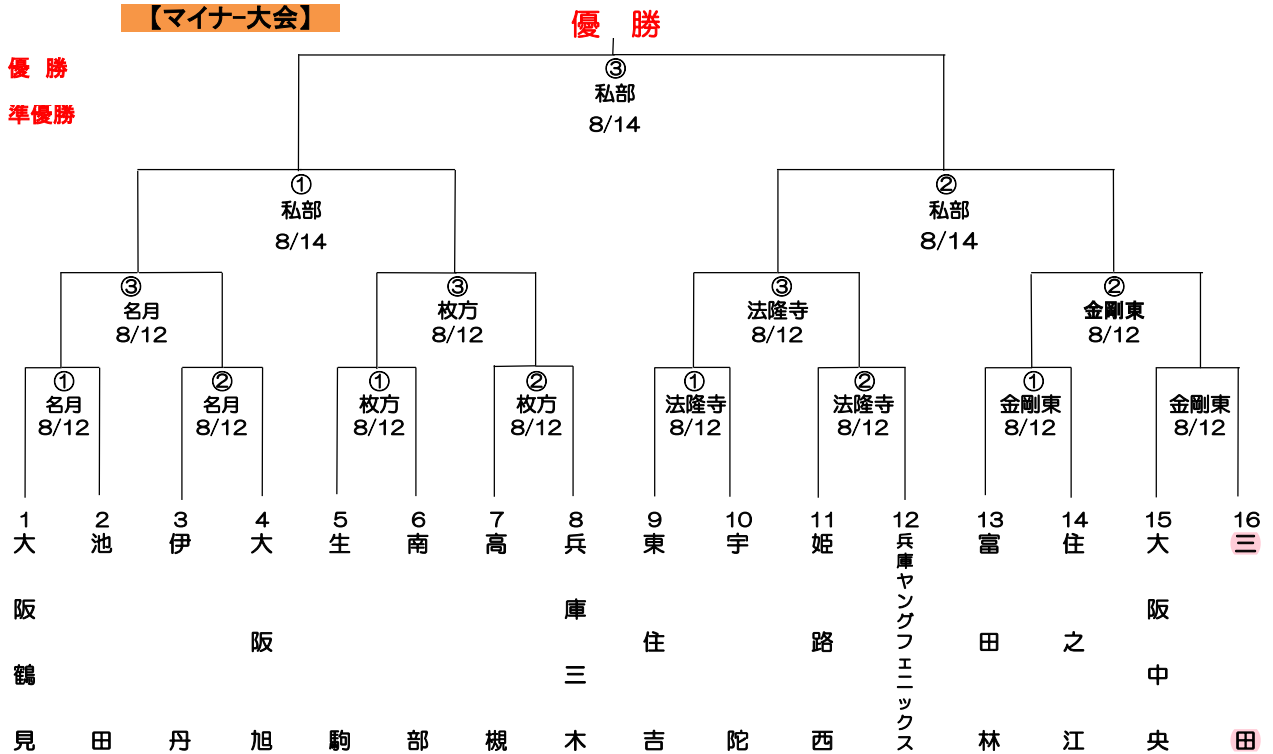 【マイナー大会】
優 勝
優 勝
準優勝
③
私部
8/14
①
私部
8/14
②
私部
8/14
③
名月
8/12
③
枚方
8/12
③
法隆寺
8/12
②
金剛東
8/12
①
名月
8/12
②
名月
8/12
①
枚方
8/12
②
枚方
8/12
①
法隆寺
8/12
②
法隆寺
8/12
①
金剛東
8/12
金剛東
8/12
1
大阪鶴見
2
池田
3
伊丹
4
大阪旭
5
生駒
6
南部
7
高槻
8
兵庫三木
9
東住吉
10
宇陀
11
姫路西
12
兵庫ヤングフェニックス
13
富田林
14
住之江
15
大阪中央
16
三田